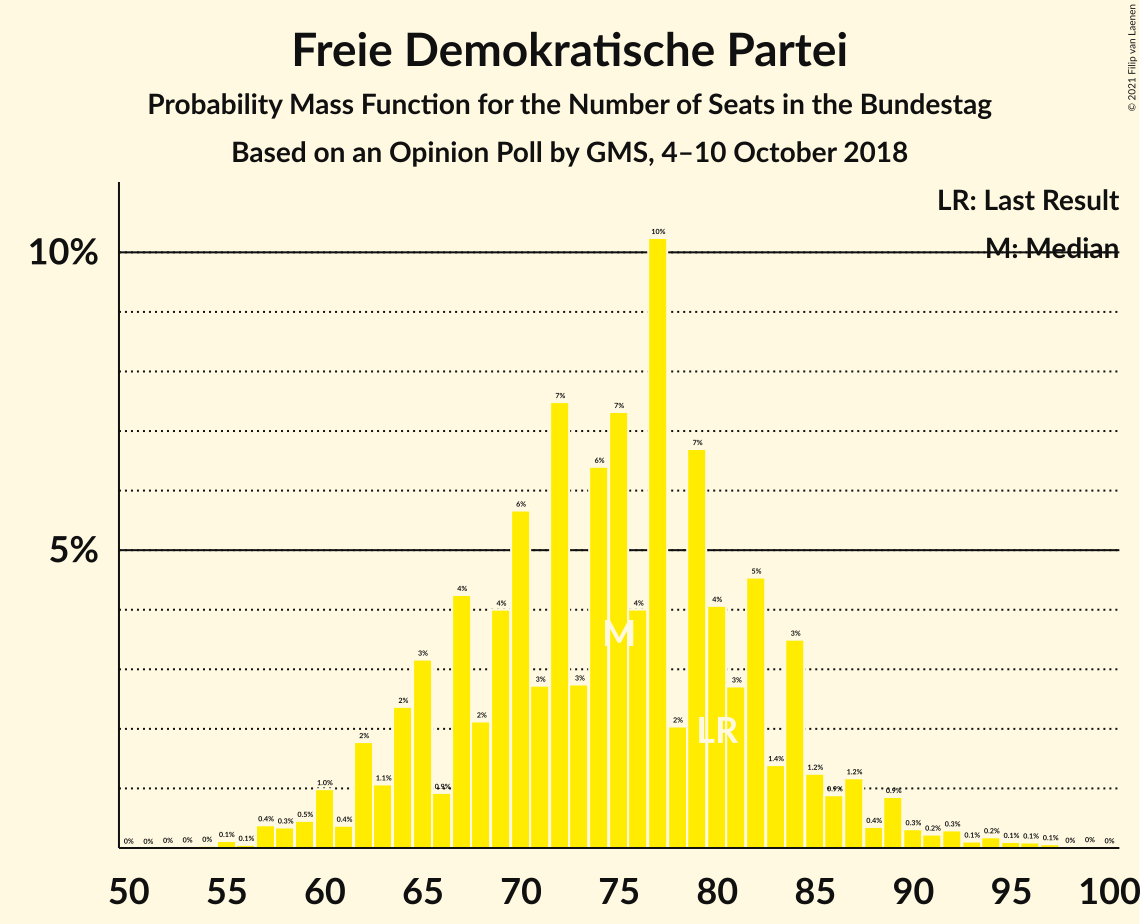 Freie Demokratische Partei
Probability Mass Function for the Number of Seats in the Bundestag
Based on an Opinion Poll by GMS, 4–10 October 2018
© 2021 Filip van Laenen
LR: Last Result
M: Median
10%
5%
0% 0% 0% 0% 0% 0.1% 0.1% 0.4% 0.3% 0.5% 1.0% 0.4% 2% 1.1% 2% 3% 0.9% 4% 2% 4% 6% 3% 7% 3% 6% 7% 4% 10% 2% 7% 4% 3% 5% 1.4% 3% 1.2% 0.9% 1.2% 0.4% 0.9% 0.3% 0.2% 0.3% 0.1% 0.2% 0.1% 0.1% 0.1% 0% 0% 0%
M
LR
50 55 60 65 70 75 80 85 90 95 100